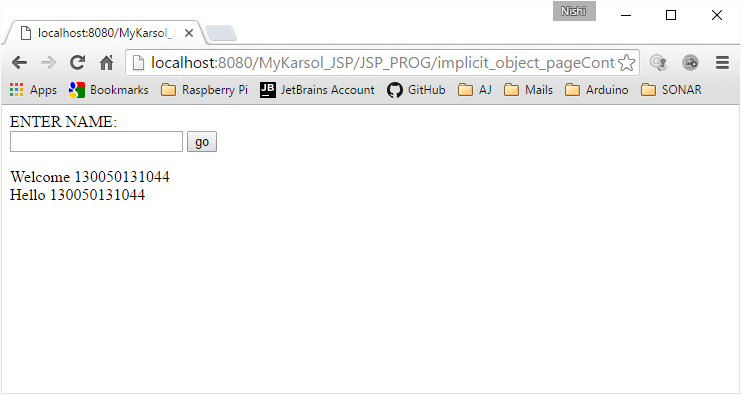 Nishi
localhost:8080/MyKarsol_J
localhost:8080/MyKarsol_JSP/JSP_PROG/implicit_object_pageCont
Apps Bookmarks Raspberry Pi JB JetBrains Account GitHub AJ Mails Arduino SONAR
ENTER NAME:
go
Welcome 130050131044
Hello 130050131044